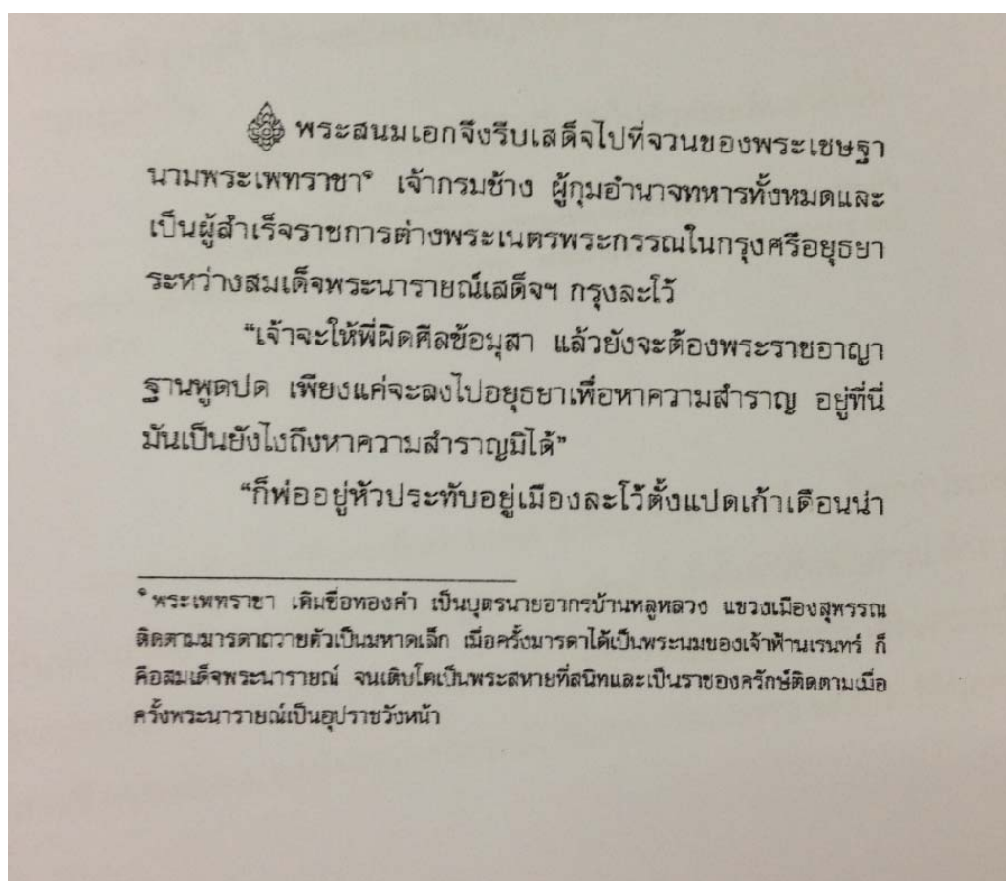 พระสนมเอกจึงรีบเสด็จไปที่จวนของพระเชษฐา
นามพระเพทราชา๑ เจ้ากรมช้าง ผู้กุมอำนาจทหารทั้งหมดและ
เป็นผู้สำเร็จราชการต่างพระเนตรพระกรรณในกรุงศรีอยุธยา
ระหว่างสมเด็จพระนารายณ์เสด็จฯ กรุงละโว้
“เจ้าจะให้พี่ผิดศีลข้อมุสา แล้วยังจะต้องพระราชอาญา
ฐานพูดปด เพียงแค่จะลงไปอยุธยาเพื่อหาความสำราญ อยู่ที่นี่
มันเป็นยังไงถึงหาความสำราญมิได้”
“ก็พ่ออยู่หัวประทับอยู่เมืองละโว้ตั้งแปดเก้าเดือนน่า
๑ พระเพทราชา เดิมชื่อทองคำ เป็นบุตรนายอากรบ้านพลูหลวง แขวงเมืองสุพรรณ
ติดตามมารดาถวายตัวเป็นมหาดเล็ก เมื่อครั้งมารดาได้เป็นพระนมของเจ้าฟ้านเรนทร์ ก็
คือสมเด็จพระนารายณ์ จนเติบโตเป็นพระสหายที่สนิทและเป็นราชองครักษ์ติดตามเมื่อ
ครั้งพระนารายณ์เป็นอุปราชวังหน้า